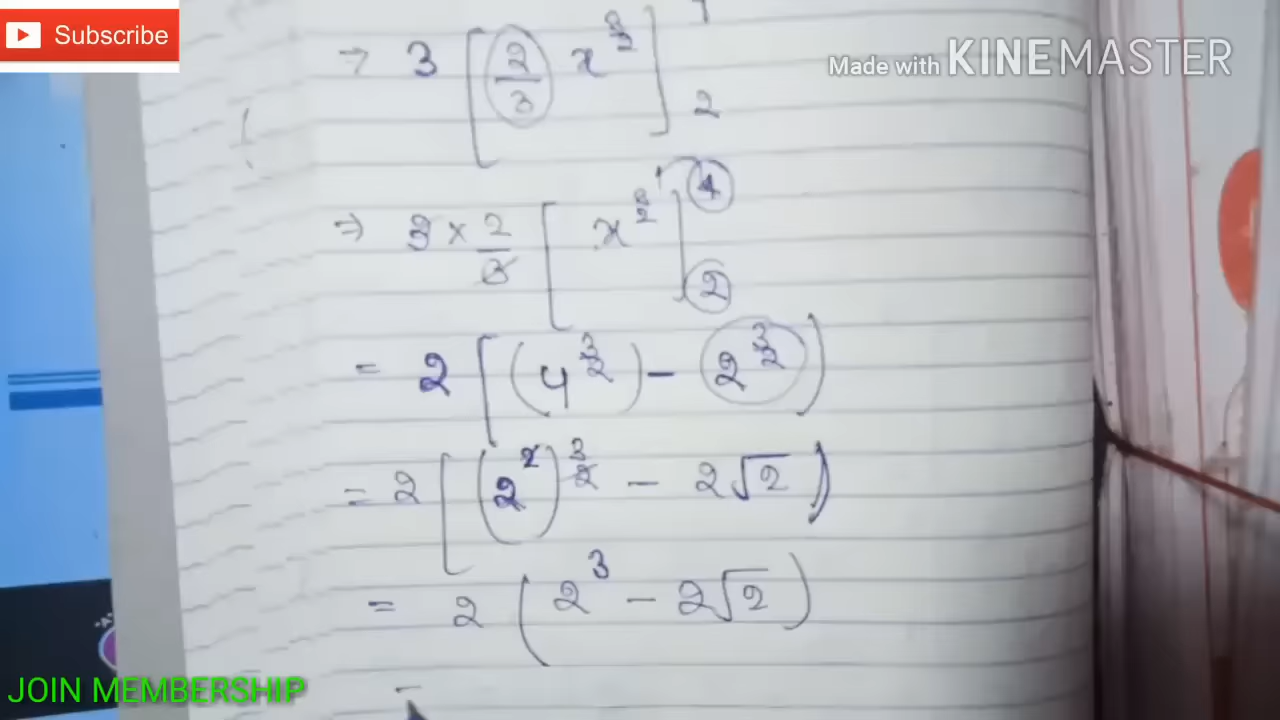 Subscribe
Made with KINEMASTER
⇒ 3 [ 2/3 x^3/2 ] 2
⇒ 3 × 2/3 [ x^3/2 ] 4 2
= 2 [ (4^3/2) - 2^3/2 )
= 2 [ (2^2)^3/2 - 2√2 )
= 2 ( 2^3 - 2√2 )
JOIN MEMBERSHIP